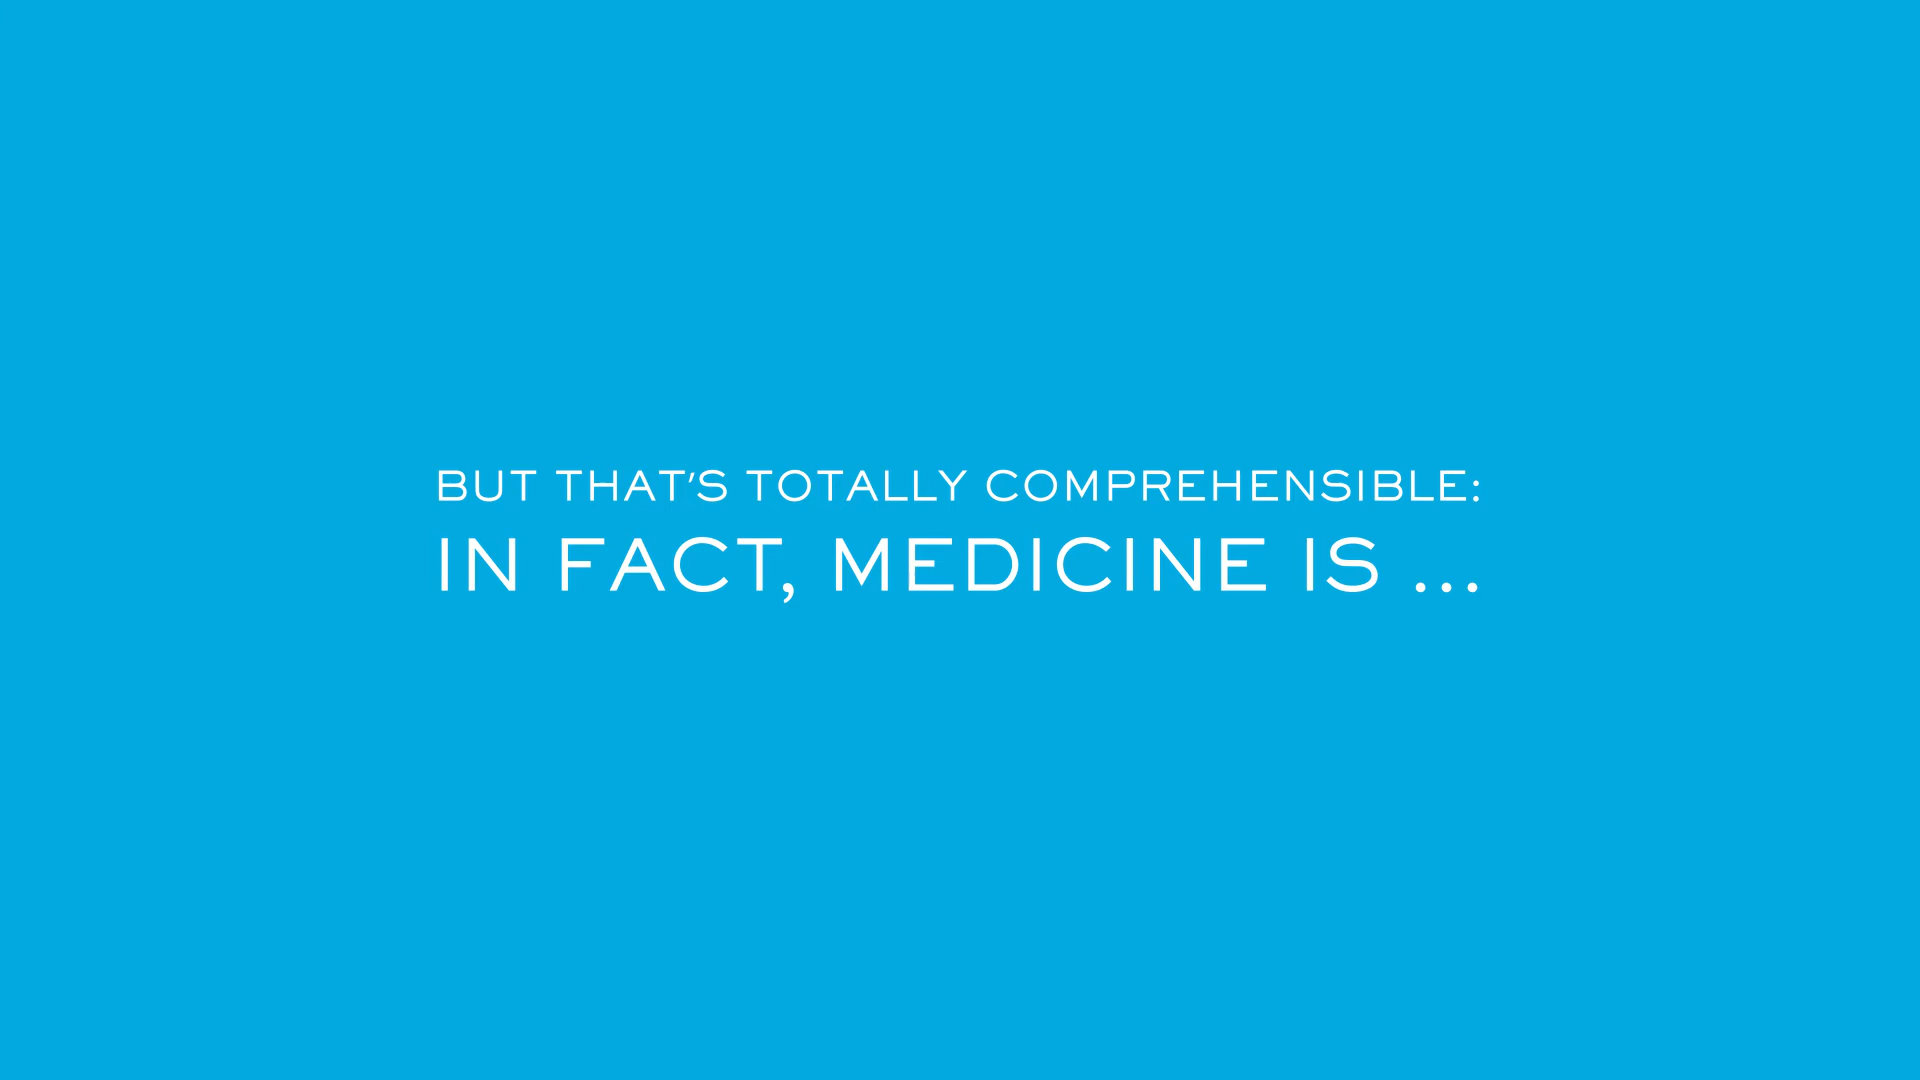 BUT THAT’S TOTALLY COMPREHENSIBLE:
IN FACT, MEDICINE IS ...